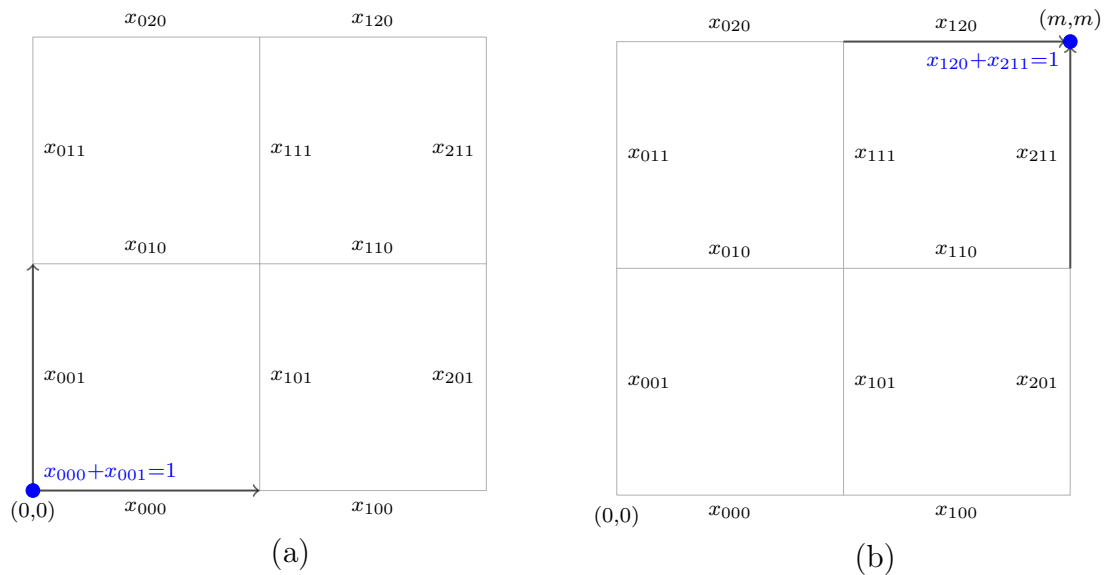 x₀₂₀ x₁₂₀
x₀₁₁ x₁₁₁ x₂₁₁
x₀₁₀ x₁₁₀
x₀₀₁ x₁₀₁ x₂₀₁
x₀₀₀+x₀₀₁=1
(0,0) x₀₀₀ x₁₀₀
(a)
x₀₂₀ x₁₂₀ (m,m)
x₁₂₀+x₂₁₁=1
x₀₁₁ x₁₁₁ x₂₁₁
x₀₁₀ x₁₁₀
x₀₀₁ x₁₀₁ x₂₀₁
(0,0) x₀₀₀ x₁₀₀
(b)